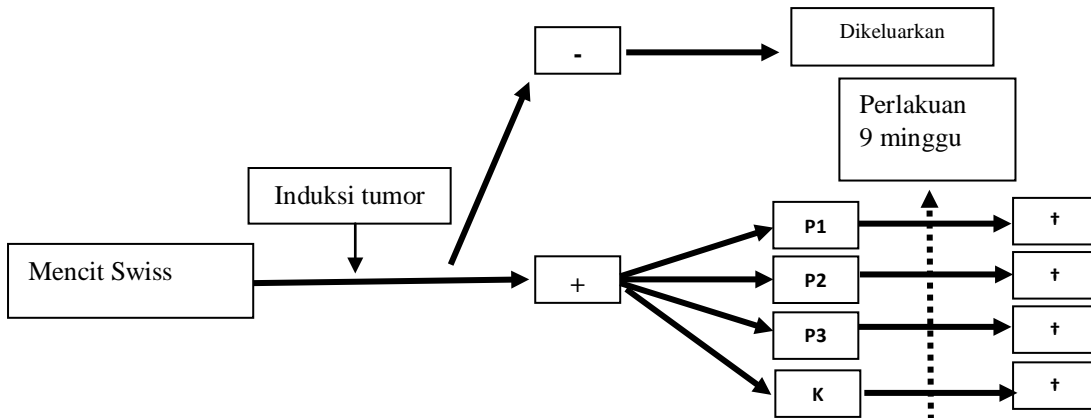 -
Dikeluarkan
Perlakuan
9 minggu
Induksi tumor
Mencit Swiss
+
P1
†
P2
†
P3
†
K
†